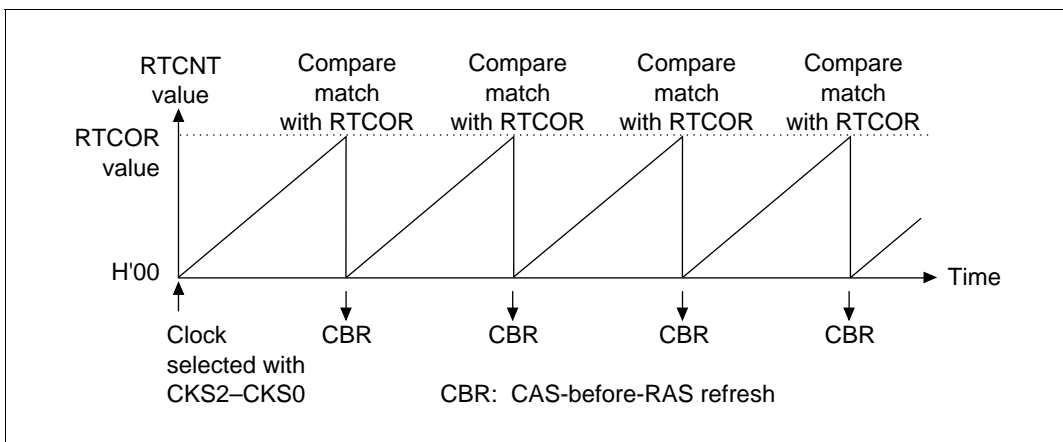 RTCNT
value
Compare
match
with RTCOR
Compare
match
with RTCOR
Compare
match
with RTCOR
Compare
match
with RTCOR
RTCOR
value
H'00
Time
Clock
selected with
CKS2–CKS0
CBR
CBR
CBR
CBR
CBR: CAS-before-RAS refresh